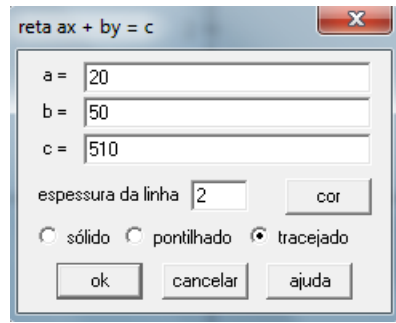 reta ax + by = c
a = 20
b = 50
c = 510
espessura da linha 2 cor
sólido pontilhado tracejado
ok cancelar ajuda